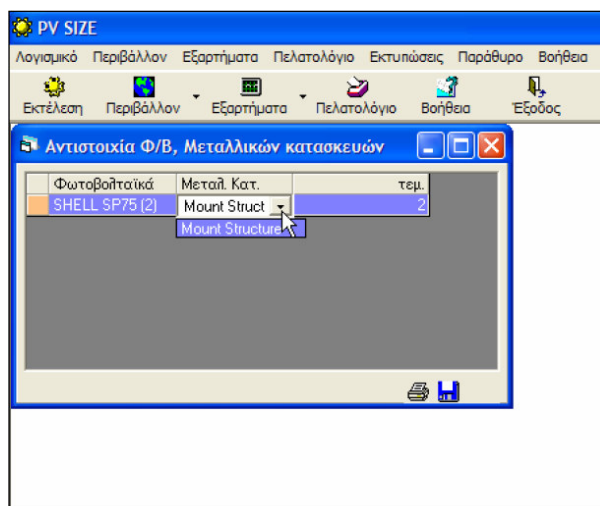 PV SIZE
Λογισμικό Περιβάλλον Εξαρτήματα Πελατολόγιο Εκτυπώσεις Παράθυρο Βοήθεια
Εκτέλεση Περιβάλλον Εξαρτήματα Πελατολόγιο Βοήθεια Έξοδος
Αντιστοιχία Φ/Β, Μεταλλικών κατασκευών
Φωτοβολταϊκά Μεταλ. Κατ. τεμ.
SHELL SP75 (2) Mount Struct 2
Mount Structure